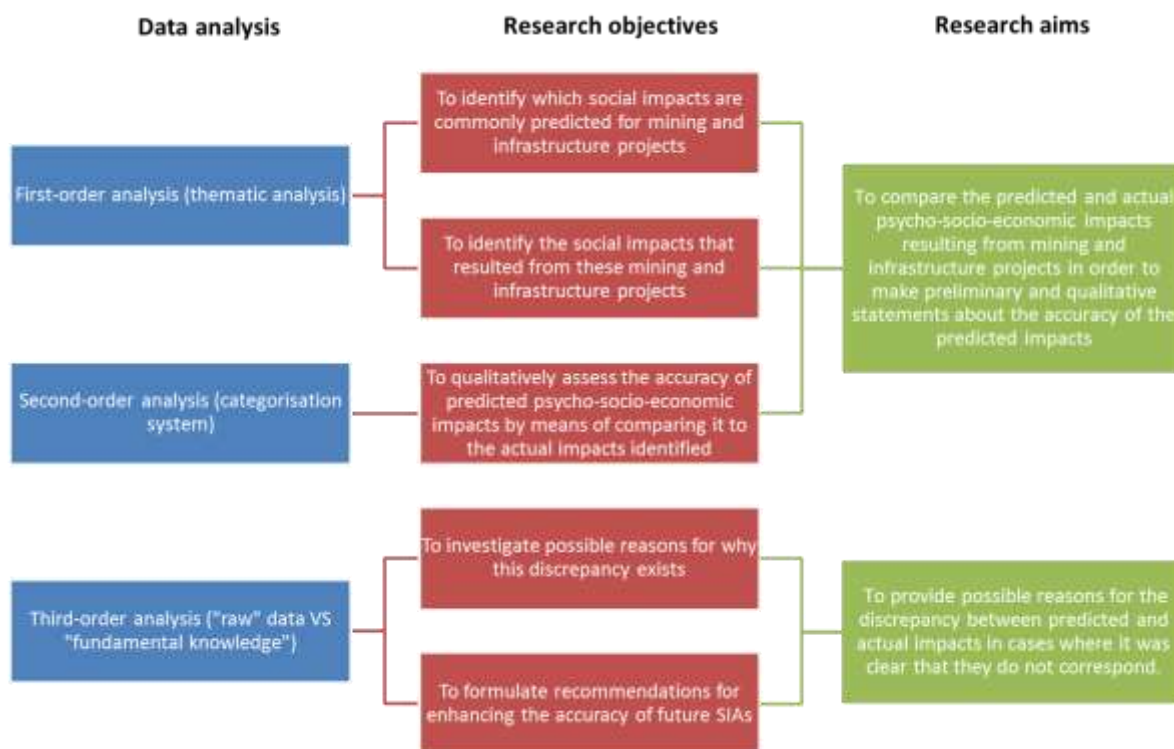 Data analysis
Research objectives
Research aims
To identify which social impacts are
commonly predicted for mining and
infrastructure projects
First-order analysis (thematic analysis)
To identify the social impacts that
resulted from these mining and
infrastructure projects
To compare the predicted and actual
psycho-socio-economic impacts
resulting from mining and
infrastructure projects in order to
make preliminary and qualitative
statements about the accuracy of the
predicted impacts
Second-order analysis (categorisation
system)
To qualitatively assess the accuracy of
predicted psycho-socio-economic
impacts by means of comparing it to
the actual impacts identified
To investigate possible reasons for why
this discrepancy exists
Third-order analysis ("raw" data VS
"fundamental knowledge")
To formulate recommendations for
enhancing the accuracy of future SIAs
To provide possible reasons for the
discrepancy between predicted and
actual impacts in cases where it was
clear that they do not correspond.